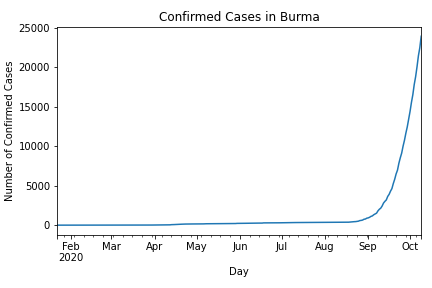 Confirmed Cases in Burma
Number of Confirmed Cases
25000
20000
15000
10000
5000
0
Feb Mar Apr May Jun Jul Aug Sep Oct
2020
Day